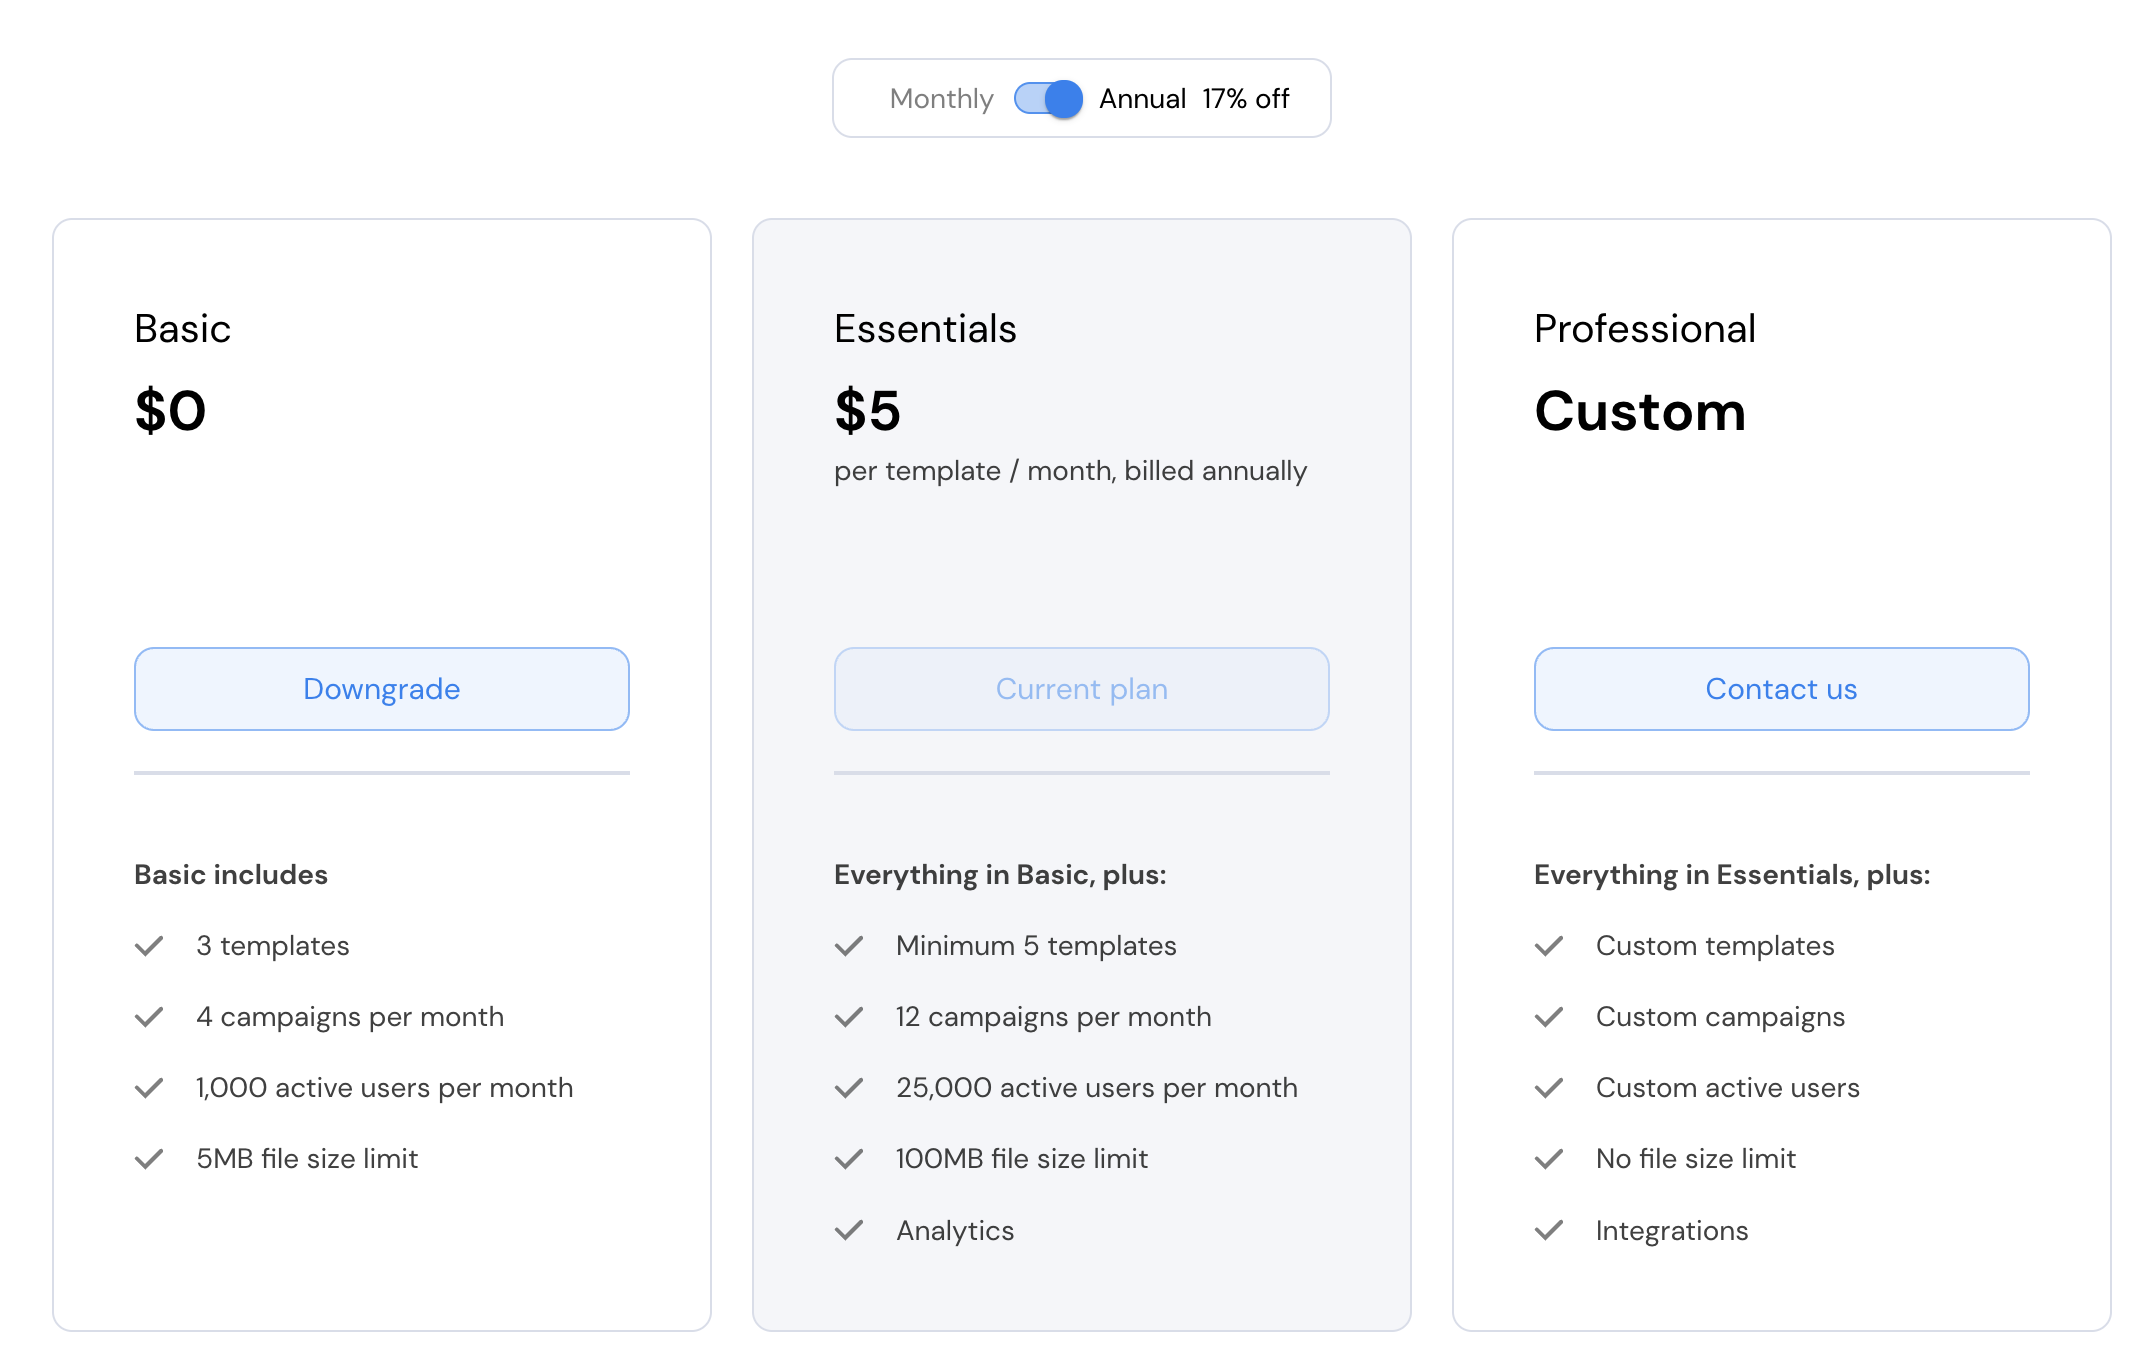 Monthly Annual 17% off
Basic
$0
Downgrade
Basic includes
3 templates
4 campaigns per month
1,000 active users per month
5MB file size limit
Essentials
$5
per template / month, billed annually
Current plan
Everything in Basic, plus:
Minimum 5 templates
12 campaigns per month
25,000 active users per month
100MB file size limit
Analytics
Professional
Custom
Contact us
Everything in Essentials, plus:
Custom templates
Custom campaigns
Custom active users
No file size limit
Integrations